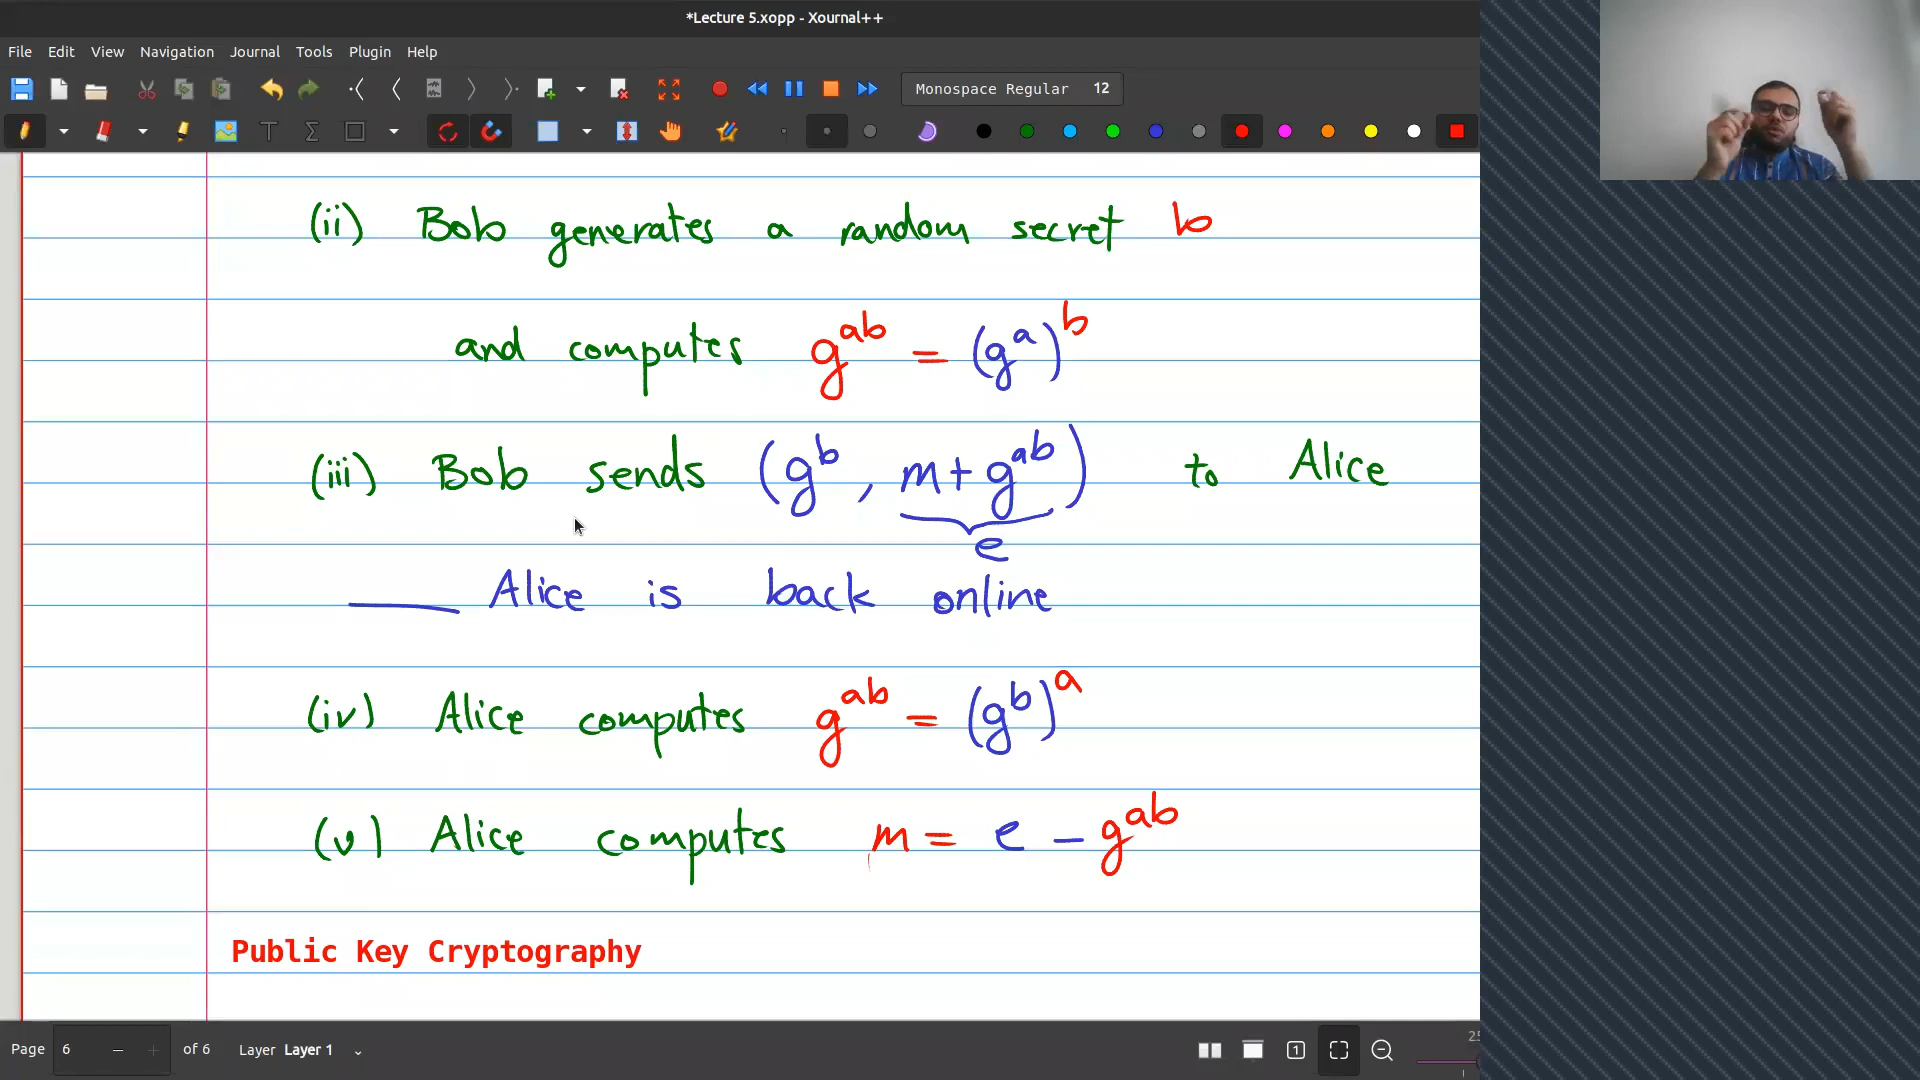 *Lecture 5.xopp - Xournal++
File Edit View Navigation Journal Tools Plugin Help
Monospace Regular 12
(ii) Bob generates a random secret b
and computes g^ab = (g^a)^b
(iii) Bob sends (g^b, m+g^ab) to Alice
e
Alice is back online
(iv) Alice computes g^ab = (g^b)^a
(v) Alice computes m = e - g^ab
Public Key Cryptography
Page 6 of 6 Layer Layer 1